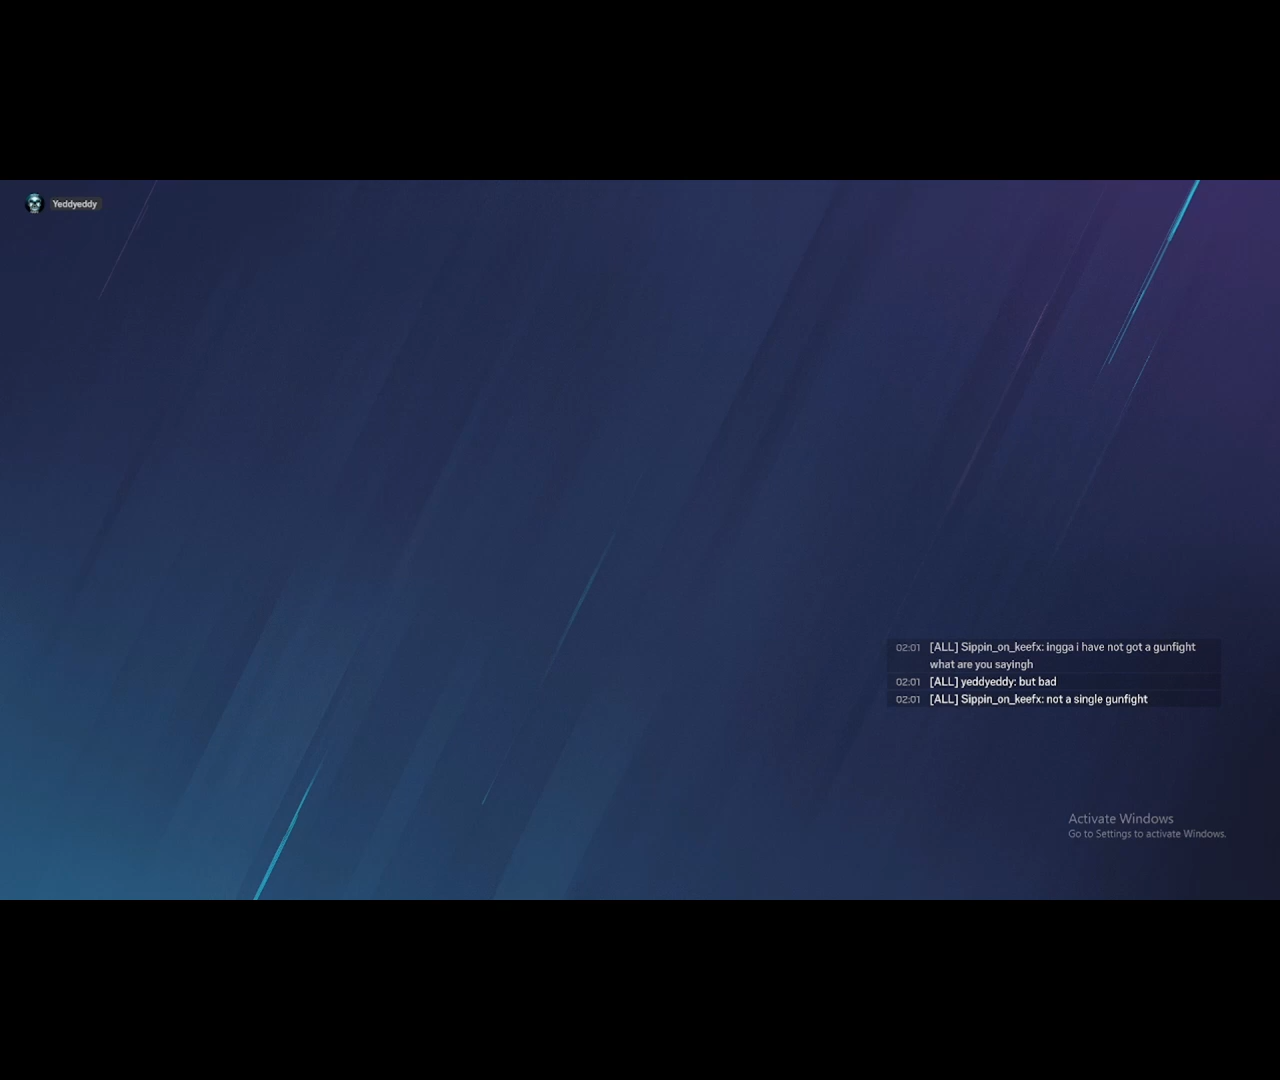 Yeddyeddy
02:01 [ALL] Sippin_on_keefx: ingga i have not got a gunfight
what are you sayingh
02:01 [ALL] yeddyeddy: but bad
02:01 [ALL] Sippin_on_keefx: not a single gunfight
Activate Windows
Go to Settings to activate Windows.